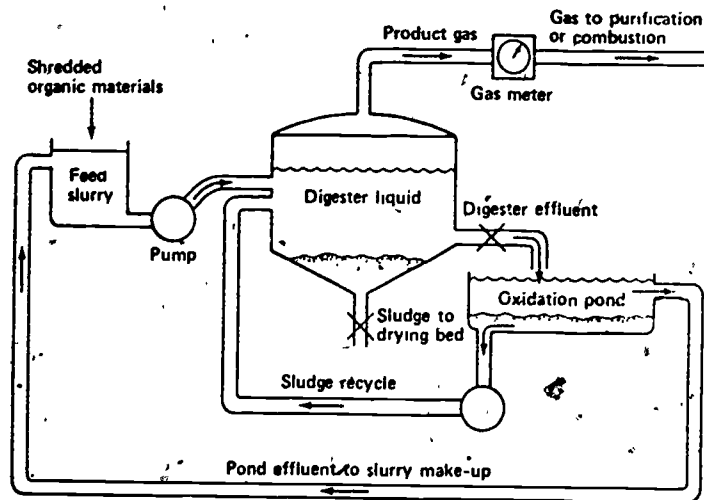 Product gas
Gas to purification
or combustion
Shredded
organic materials
Gas meter
Feed
slurry
Digester liquid
Digester effluent
Pump
Oxidation pond
Sludge to
drying bed
Sludge recycle
Pond effluent to slurry make-up